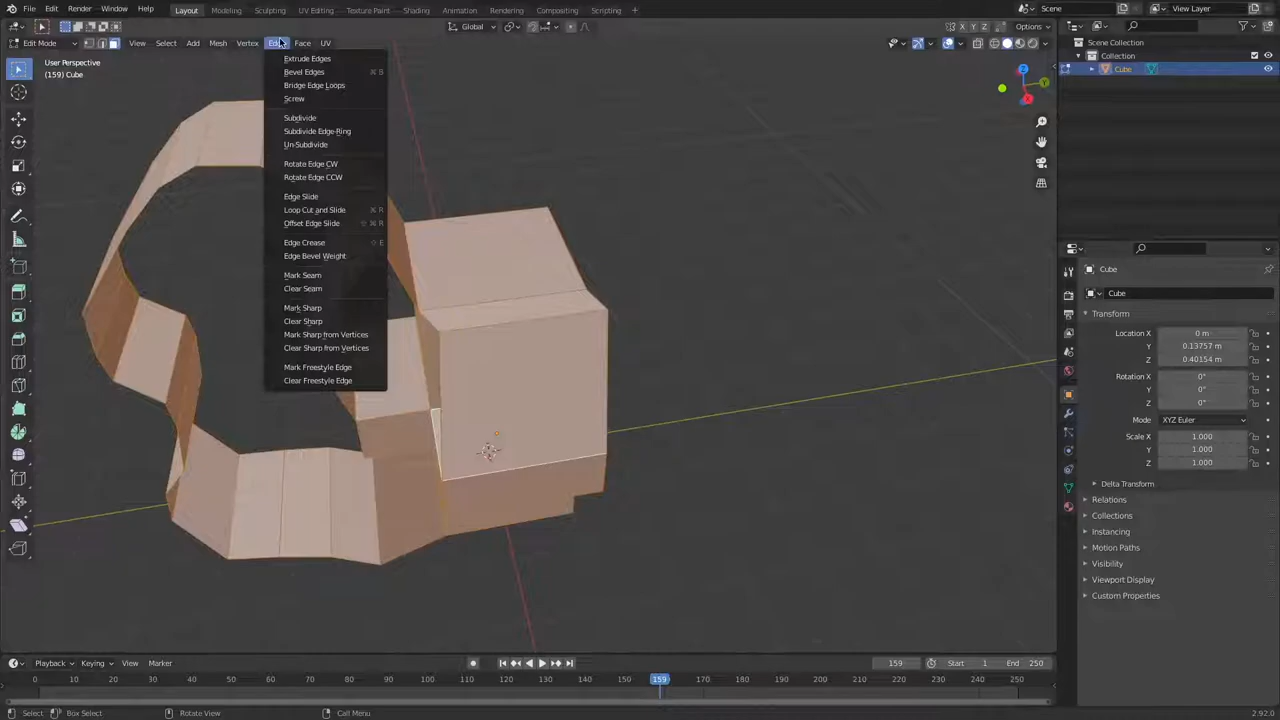 File Edit Render Window Help Layout Modeling Sculpting UV Editing Texture Paint Shading Animation Rendering Compositing Scripting + Scene View Layer
Global X Y Z Options
Edit Mode View Select Add Mesh Vertex Edge Face UV
User Perspective
(159) Cube
Extrude Edges
Bevel Edges ⌘ B
Bridge Edge Loops
Screw
Subdivide
Subdivide Edge-Ring
Un-Subdivide
Rotate Edge CW
Rotate Edge CCW
Edge Slide
Loop Cut and Slide ⌘ R
Offset Edge Slide ⇧ ⌘ R
Edge Crease ⇧ E
Edge Bevel Weight
Mark Seam
Clear Seam
Mark Sharp
Clear Sharp
Mark Sharp from Vertices
Clear Sharp from Vertices
Mark Freestyle Edge
Clear Freestyle Edge
Z
Y
X
Scene Collection
Collection
Cube
Cube
Cube
Transform
Location X 0 m
Y 0.13757 m
Z 0.40154 m
Rotation X 0°
Y 0°
Z 0°
Mode XYZ Euler
Scale X 1.000
Y 1.000
Z 1.000
Delta Transform
Relations
Collections
Instancing
Motion Paths
Visibility
Viewport Display
Custom Properties
Playback Keying View Marker 159 Start 1 End 250
0 10 20 30 40 50 60 70 80 90 100 110 120 130 140 150 159 170 180 190 200 210 220 230 240 250
Select Box Select Rotate View Call Menu 2.92.0